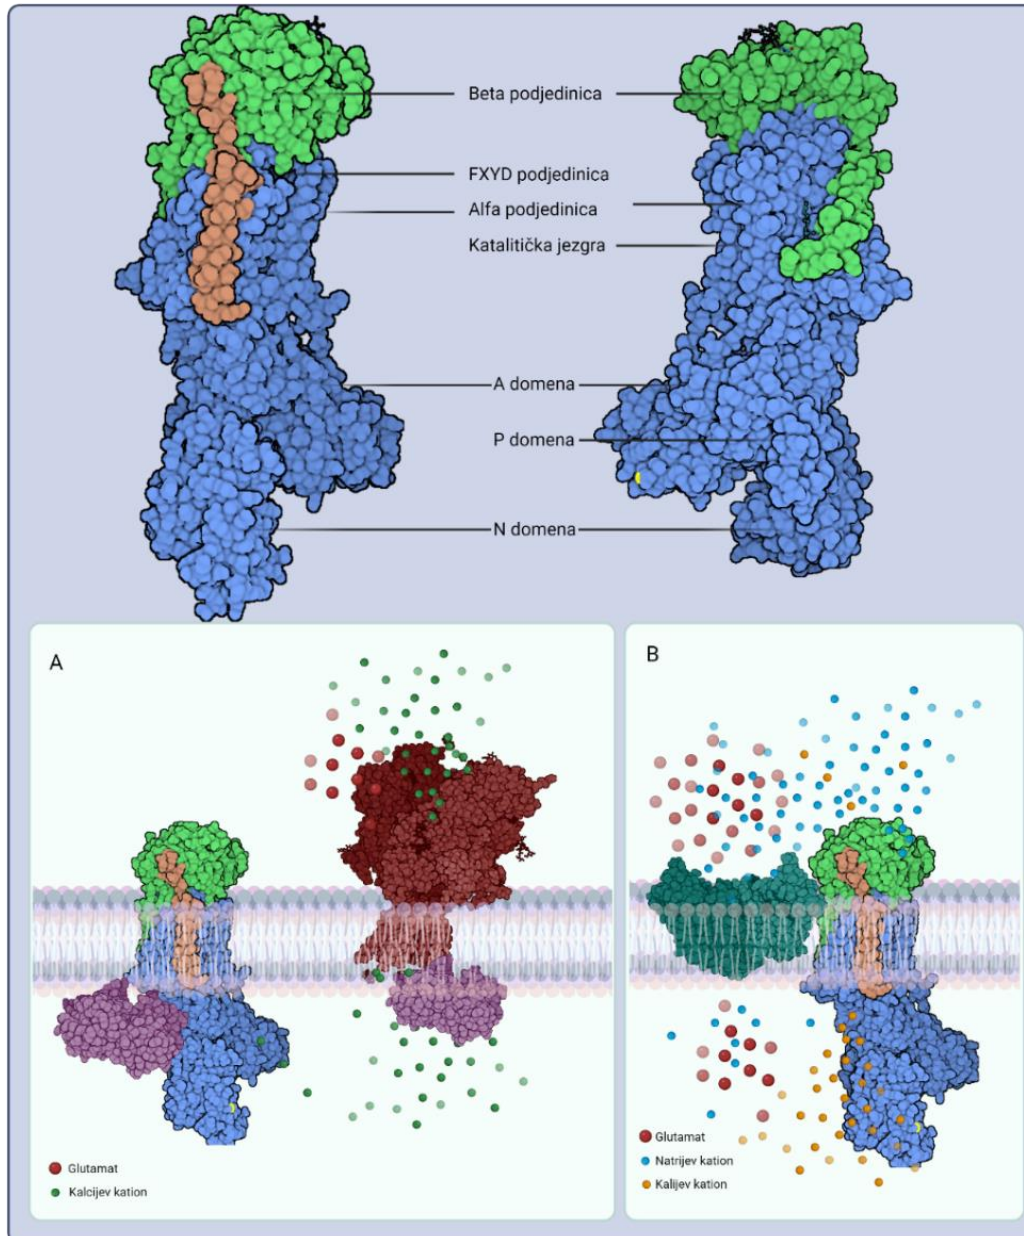 Beta podjedinica
FXYD podjedinica
Alfa podjedinica
Katalitička jezgra
A domena
P domena
N domena
A
B
Glutamat
Kalcijev kation
Glutamat
Natrijev kation
Kalijev kation